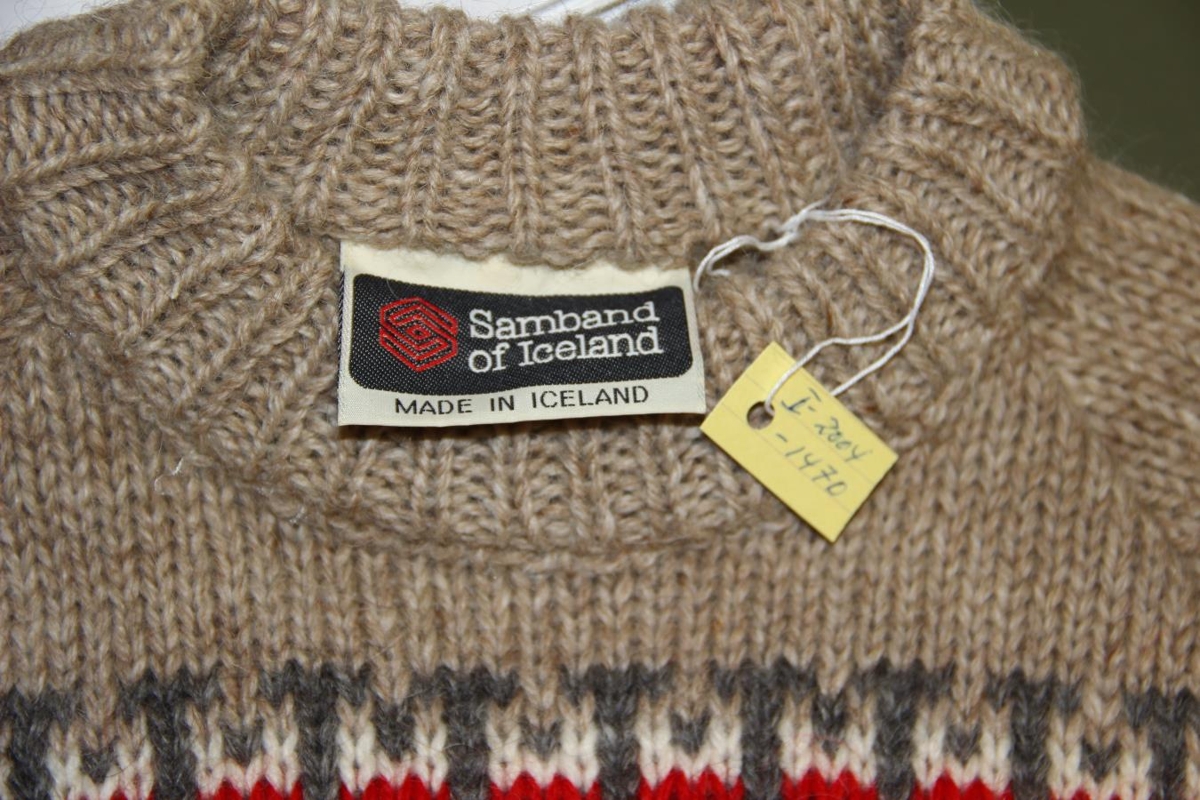 Samband
of Iceland
MADE IN ICELAND
I-2004
-1470